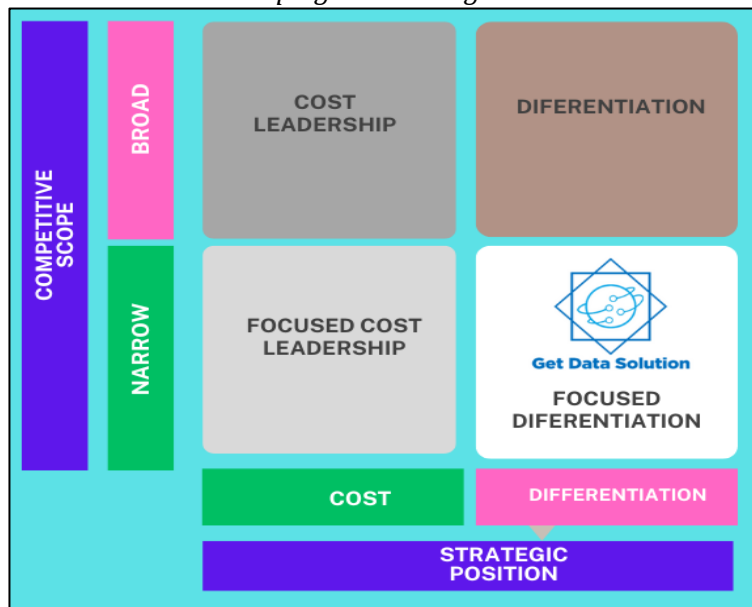 COMPETITIVE
SCOPE
BROAD
NARROW
COST
LEADERSHIP
DIFERENTIATION
FOCUSED COST
LEADERSHIP
Get Data Solution
FOCUSED
DIFERENTIATION
COST
DIFFERENTIATION
STRATEGIC
POSITION